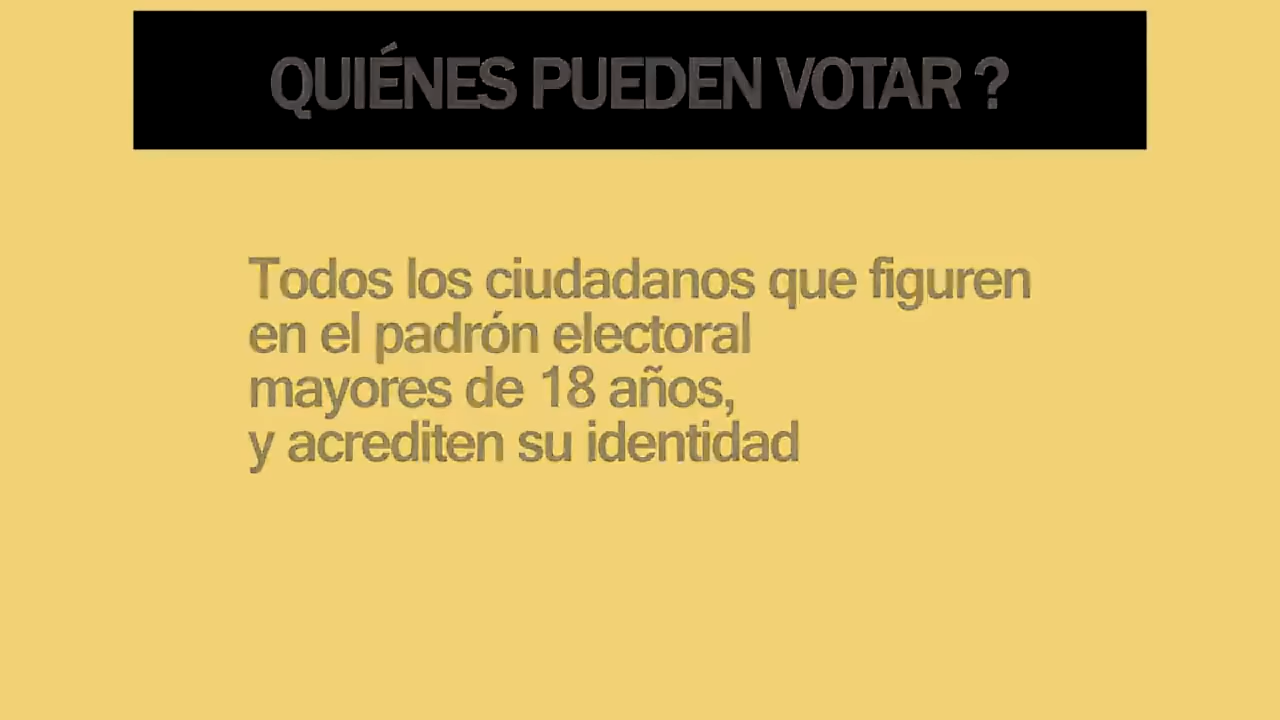 QUIÉNES PUEDEN VOTAR ?
Todos los ciudadanos que figuren
en el padrón electoral
mayores de 18 años,
y acrediten su identidad